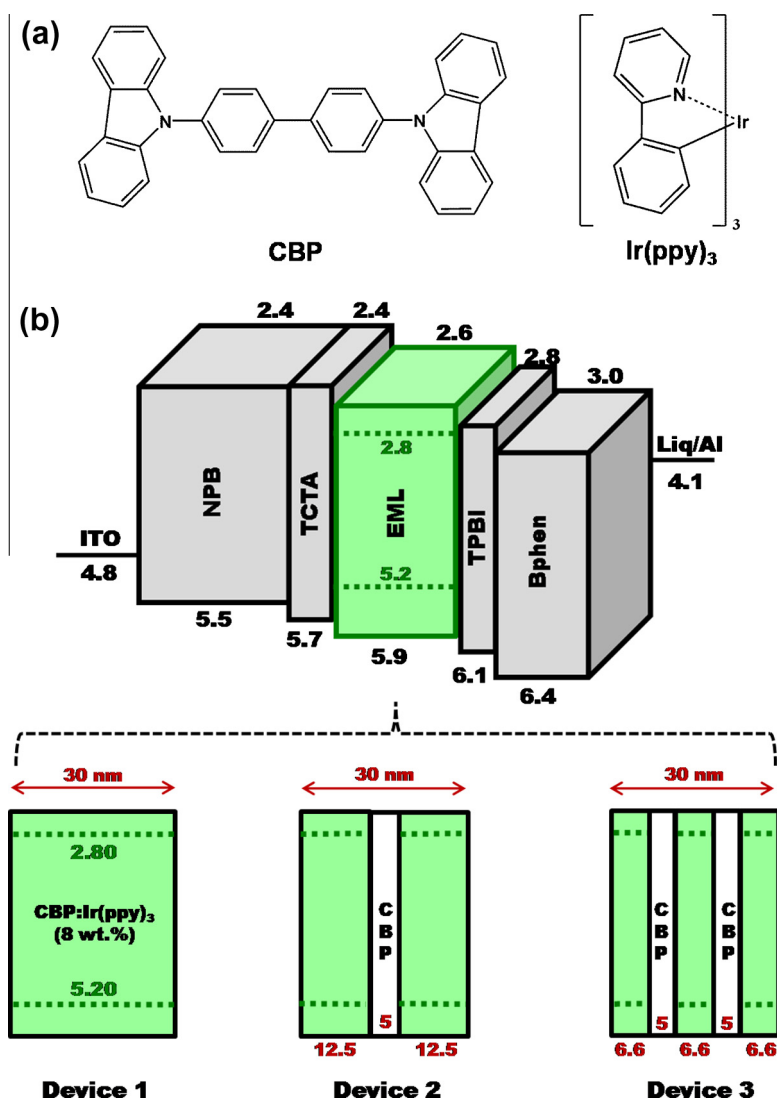 (a)
N
N
N
Ir
3
CBP
Ir(ppy)3
(b)
2.4 2.4
2.6
2.8
3.0
Liq/Al
4.1
ITO
4.8
NPB
TCTA
EML
TPBI
Bphen
2.8
5.2
5.5
5.7
5.9
6.1
6.4
30 nm
30 nm
30 nm
2.80
CBP:Ir(ppy)3
(8 wt.%)
5.20
CBP
5
12.5 12.5
CBP
CBP
5 5
6.6 6.6 6.6
Device 1
Device 2
Device 3